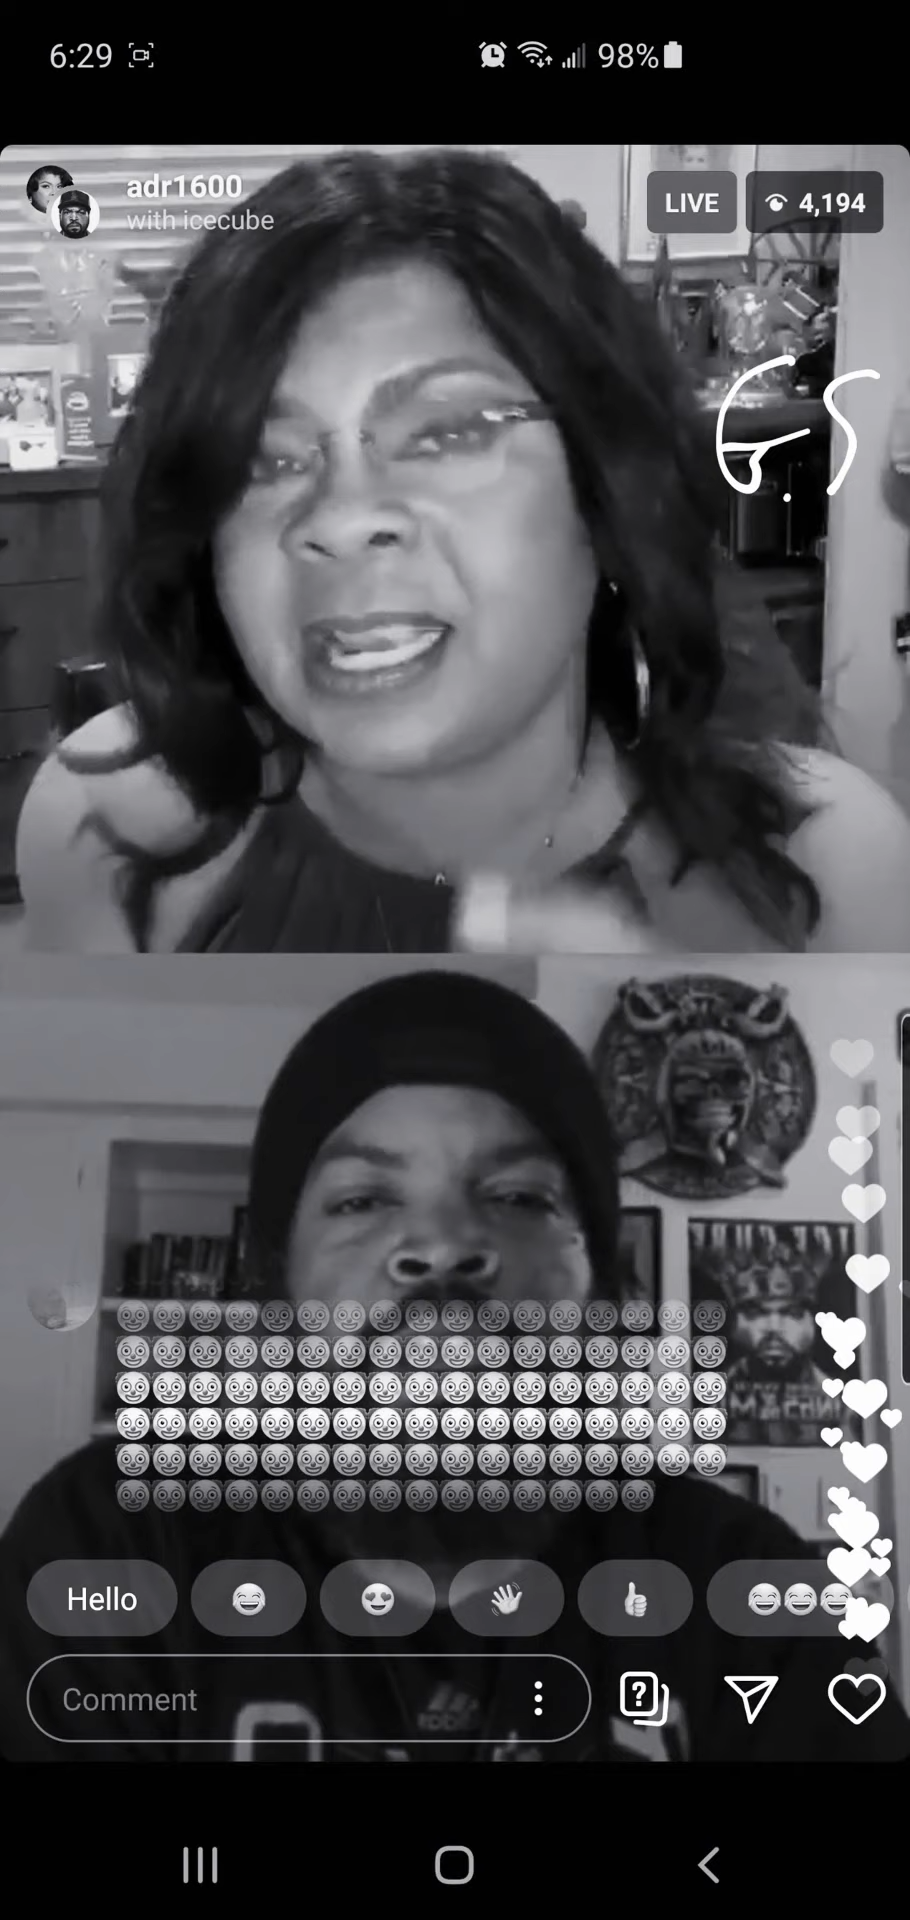 6:29 98%
adr1600
with icecube
LIVE 4,194
G.S
Hello
Comment